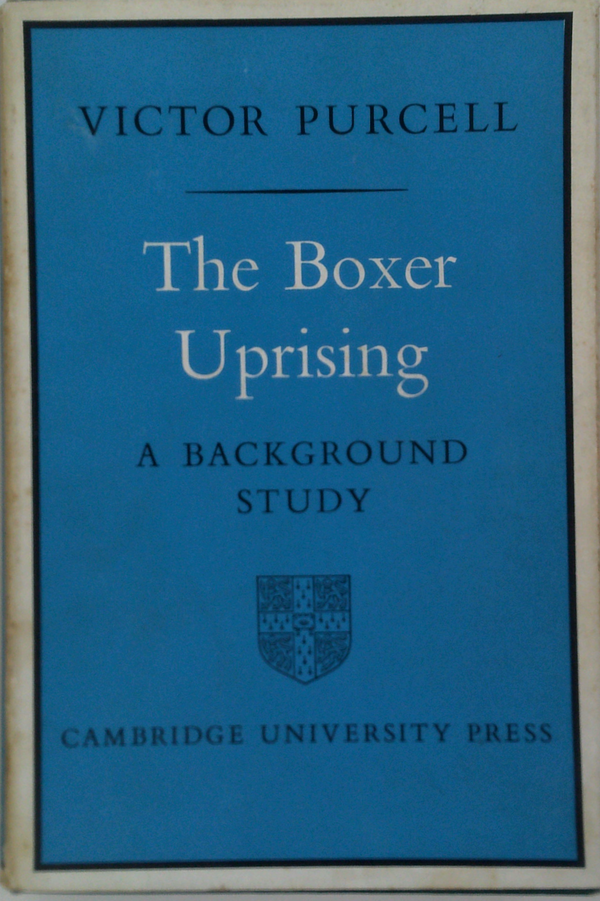 VICTOR PURCELL
The Boxer
Uprising
A BACKGROUND
STUDY
CAMBRIDGE UNIVERSITY PRESS